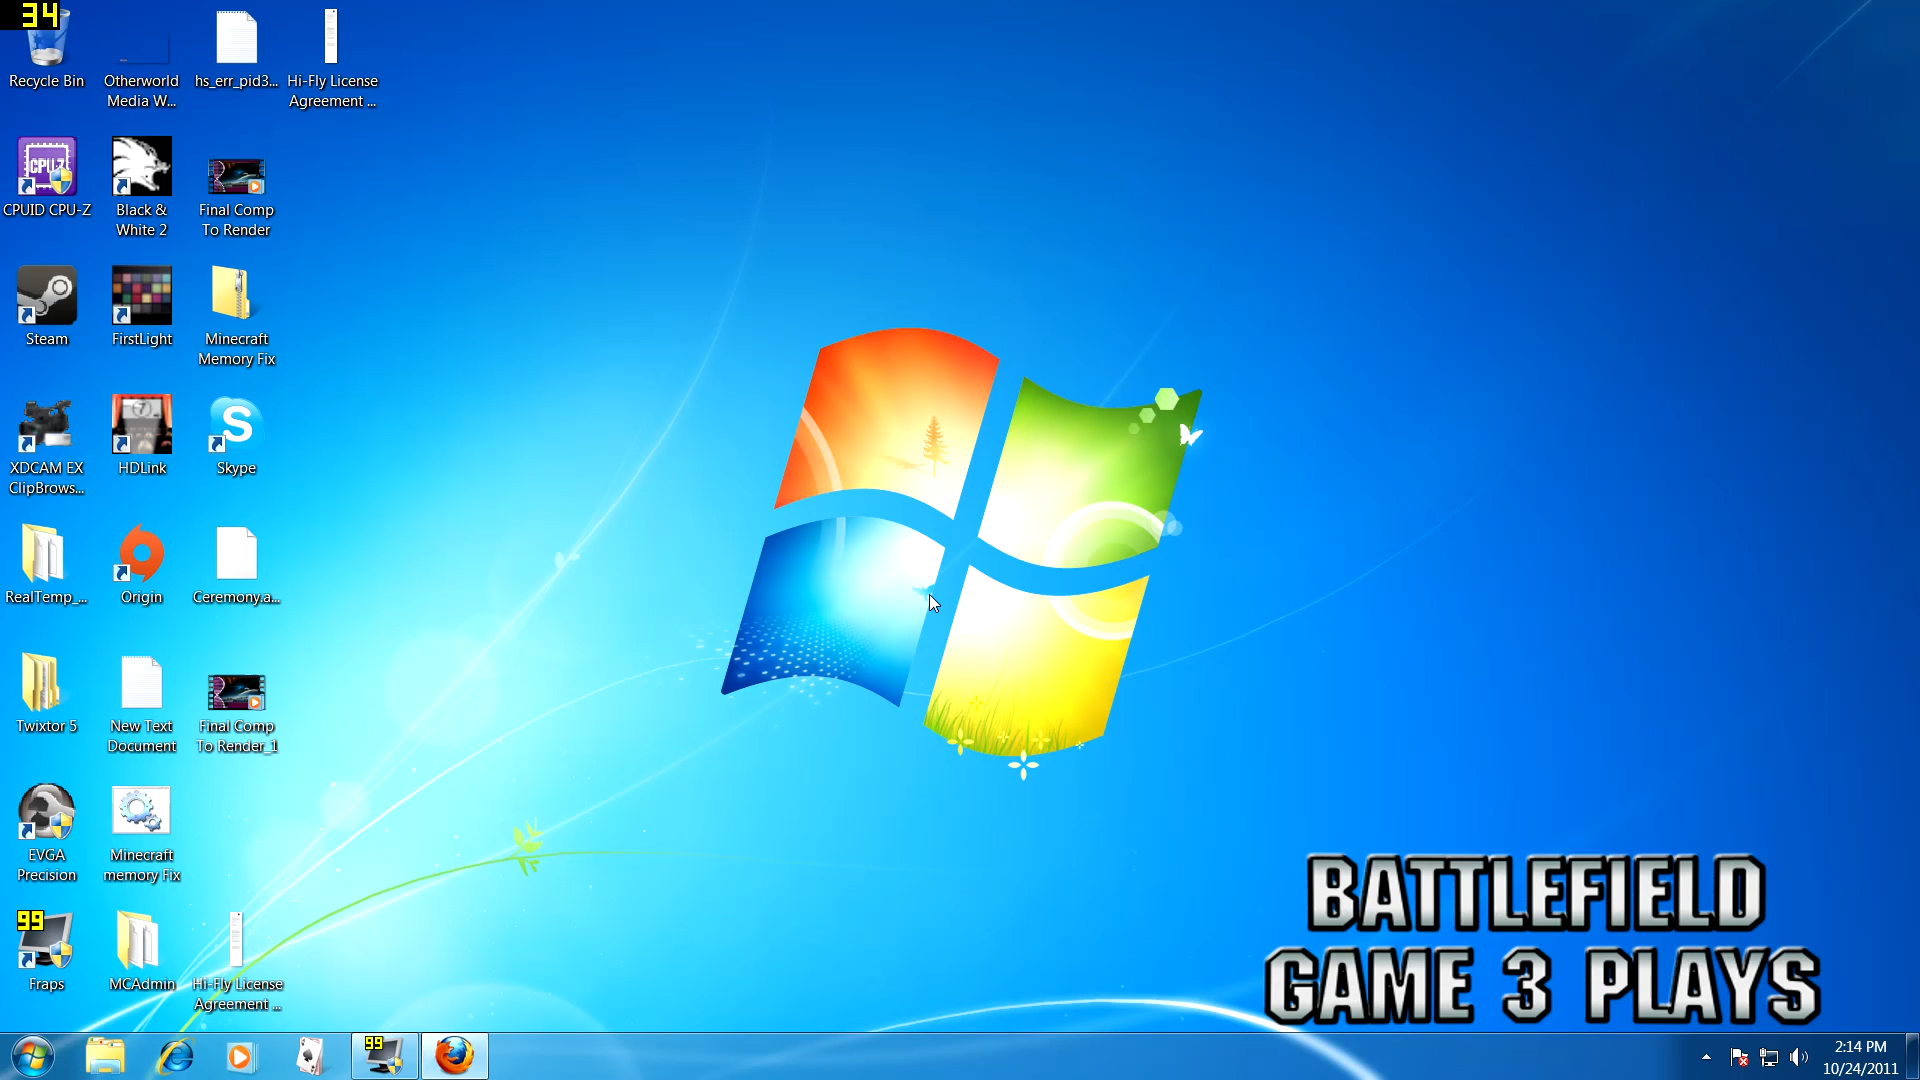 34
Recycle Bin
Otherworld
Media W...
hs_err_pid3...
Hi-Fly License
Agreement ...
CPU-Z
CPUID CPU-Z
Black &
White 2
Final Comp
To Render
Steam
FirstLight
Minecraft
Memory Fix
XDCAM EX
ClipBrows...
HDLink
S
Skype
RealTemp_...
Origin
Ceremony.a...
Twixtor 5
New Text
Document
Final Comp
To Render_1
EVGA
Precision
Minecraft
memory Fix
99
Fraps
MCAdmin
Hi-Fly License
Agreement ...
BATTLEFIELD
GAME 3 PLAYS
99
2:14 PM
10/24/2011